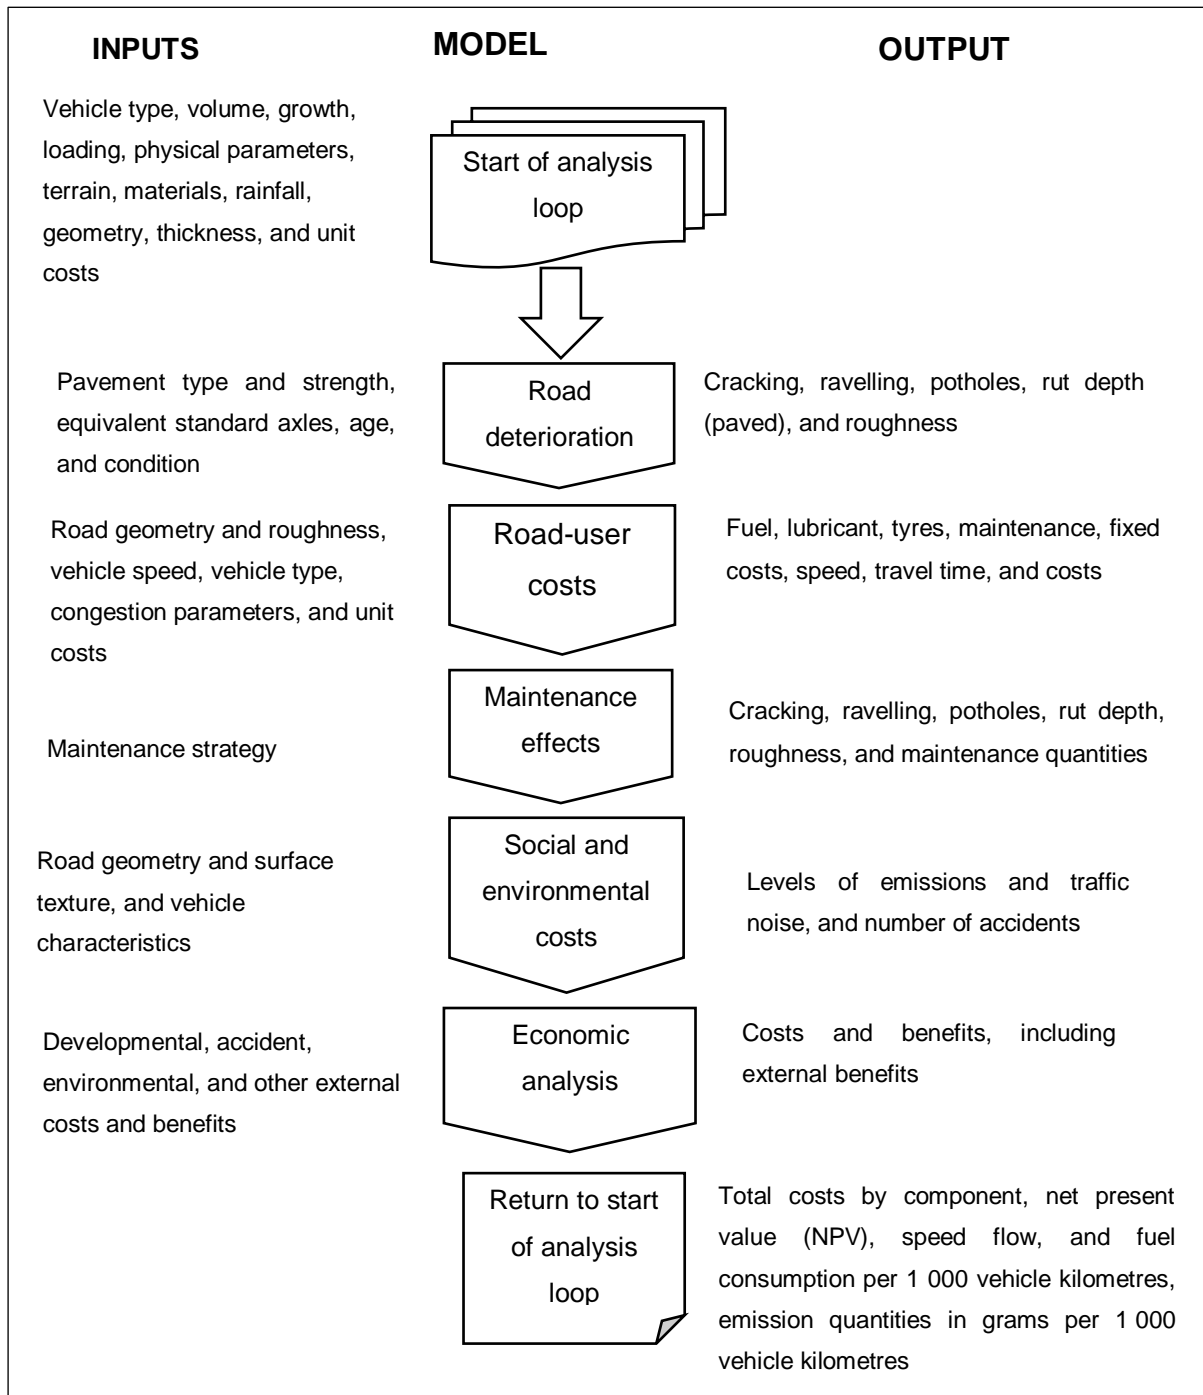 INPUTS
MODEL
OUTPUT
Vehicle type, volume, growth,
loading, physical parameters,
terrain, materials, rainfall,
geometry, thickness, and unit
costs
Start of analysis
loop
Pavement type and strength,
equivalent standard axles, age,
and condition
Road
deterioration
Cracking, ravelling, potholes, rut depth
(paved), and roughness
Road geometry and roughness,
vehicle speed, vehicle type,
congestion parameters, and unit
costs
Road-user
costs
Fuel, lubricant, tyres, maintenance, fixed
costs, speed, travel time, and costs
Maintenance strategy
Maintenance
effects
Cracking, ravelling, potholes, rut depth,
roughness, and maintenance quantities
Road geometry and surface
texture, and vehicle
characteristics
Social and
environmental
costs
Levels of emissions and traffic
noise, and number of accidents
Developmental, accident,
environmental, and other external
costs and benefits
Economic
analysis
Costs and benefits, including
external benefits
Return to start
of analysis
loop
Total costs by component, net present
value (NPV), speed flow, and fuel
consumption per 1 000 vehicle kilometres,
emission quantities in grams per 1 000
vehicle kilometres